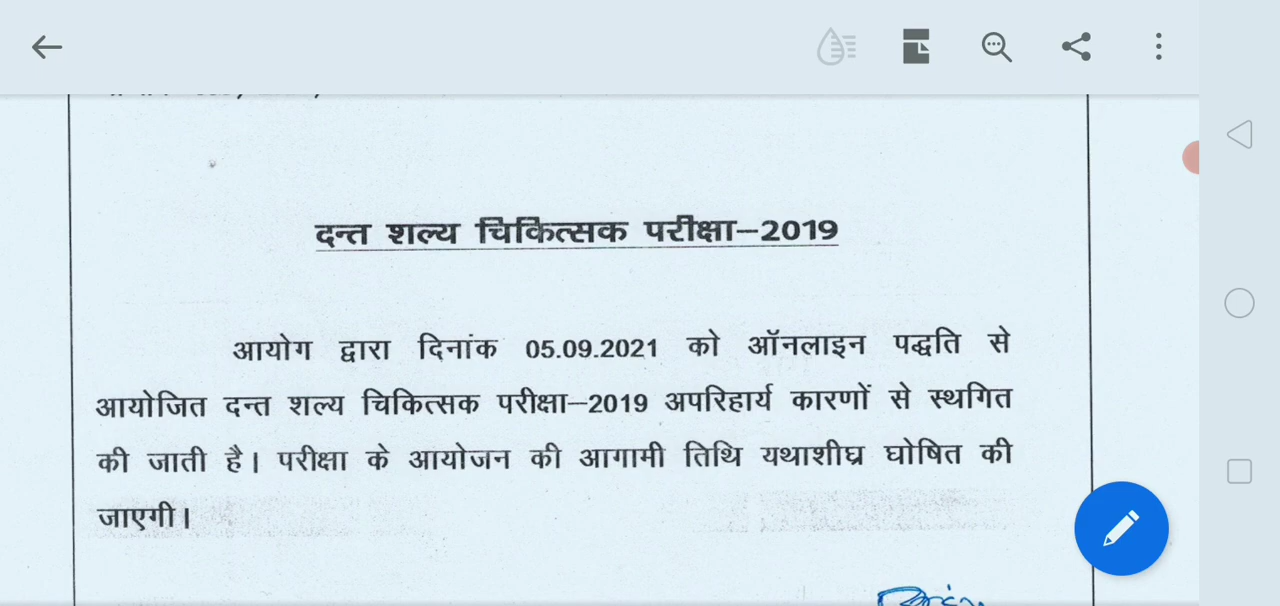 दन्त शल्य चिकित्सक परीक्षा–2019
आयोग द्वारा दिनांक 05.09.2021 को ऑनलाइन पद्धति से
आयोजित दन्त शल्य चिकित्सक परीक्षा–2019 अपरिहार्य कारणों से स्थगित
की जाती है। परीक्षा के आयोजन की आगामी तिथि यथाशीघ्र घोषित की
जाएगी।